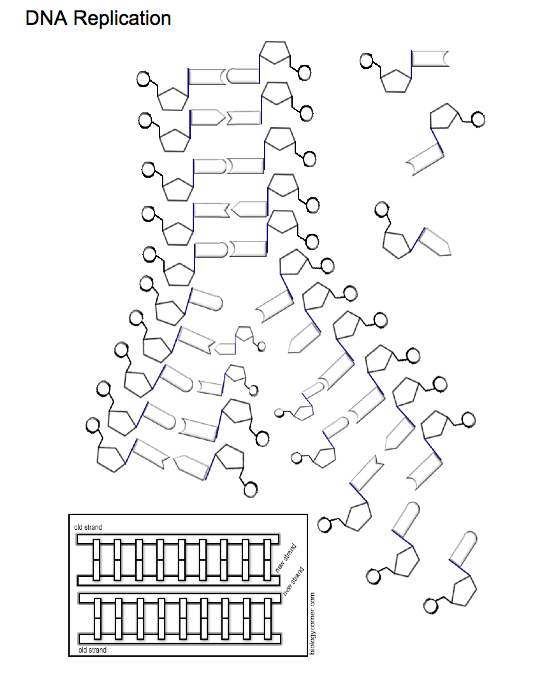 DNA Replication
old strand
new strand
new strand
old strand
biologycorner.com